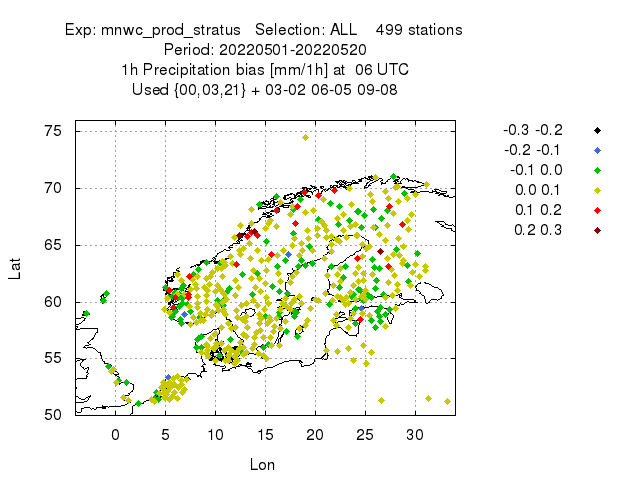 Exp: mnwc_prod_stratus   Selection: ALL    499 stations
Period: 20220501-20220520
1h Precipitation bias [mm/1h] at  06 UTC
Used {00,03,21} + 03-02 06-05 09-08
-0.3 -0.2
-0.2 -0.1
-0.1 0.0
0.0 0.1
0.1 0.2
0.2 0.3
75
70
65
60
55
50
Lat
0 5 10 15 20 25 30
Lon